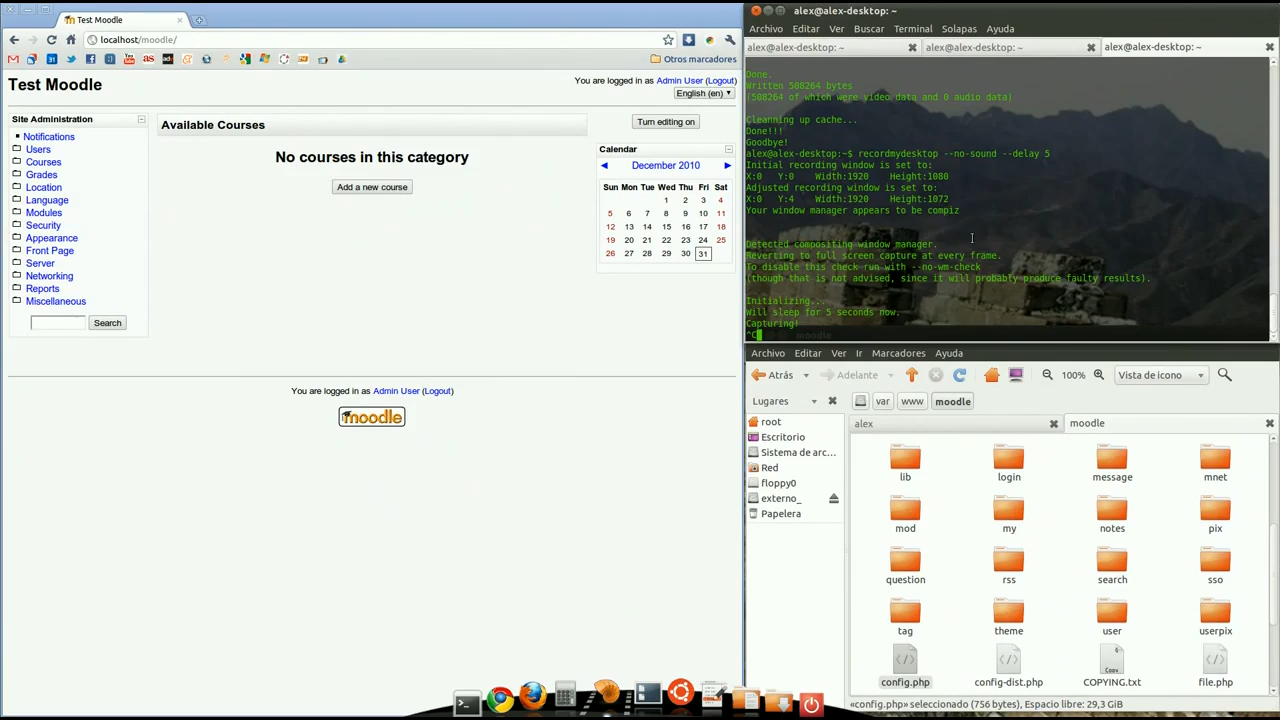 Test Moodle
localhost/moodle/
Otros marcadores
Test Moodle
You are logged in as Admin User (Logout)
English (en)
Site Administration
Notifications
Users
Courses
Grades
Location
Language
Modules
Security
Appearance
Front Page
Server
Networking
Reports
Miscellaneous
Search
Available Courses
No courses in this category
Add a new course
Turn editing on
Calendar
December 2010
Sun Mon Tue Wed Thu Fri Sat
1 2 3 4
5 6 7 8 9 10 11
12 13 14 15 16 17 18
19 20 21 22 23 24 25
26 27 28 29 30 31
You are logged in as Admin User (Logout)
moodle
alex@alex-desktop: ~
Archivo Editar Ver Buscar Terminal Solapas Ayuda
alex@alex-desktop: ~ alex@alex-desktop: ~ alex@alex-desktop: ~
Done.
Written 508264 bytes
(508264 of which were video data and 0 audio data)
Cleanning up cache...
Done!!!
Goodbye!
alex@alex-desktop:~$ recordmydesktop --no-sound --delay 5
Initial recording window is set to:
X:0 Y:0 Width:1920 Height:1080
Adjusted recording window is set to:
X:0 Y:4 Width:1920 Height:1072
Your window manager appears to be compiz
Detected compositing window manager.
Reverting to full screen capture at every frame.
To disable this check run with --no-wm-check
(though that is not advised, since it will probably produce faulty results).
Initializing...
Will sleep for 5 seconds now.
Capturing!
^C
moodle
Archivo Editar Ver Ir Marcadores Ayuda
Atrás Adelante 100% Vista de icono
Lugares var www moodle
alex moodle
root
Escritorio
Sistema de arc...
Red
floppy0
externo_
Papelera
lib login message mnet
mod my notes pix
question rss search sso
tag theme user userpix
config.php config-dist.php COPYING.txt file.php
«config.php» seleccionado (756 bytes), Espacio libre: 29,3 GiB